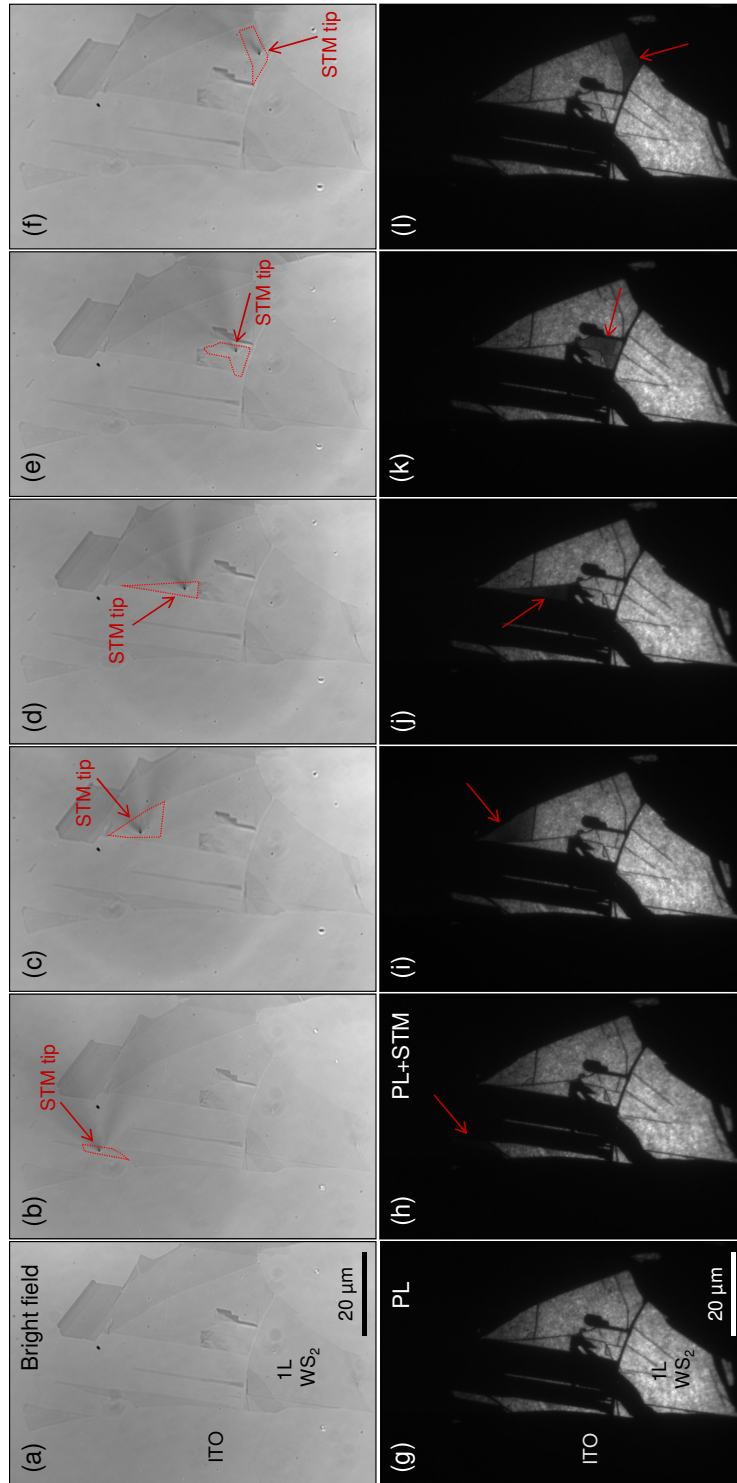 (a)
Bright field
ITO
1L
WS₂
20 µm
(b)
STM tip
(c)
STM tip
(d)
STM tip
(e)
STM tip
(f)
STM tip
(g)
PL
ITO
1L
WS₂
20 µm
(h)
PL+STM
(i)
(j)
(k)
(l)